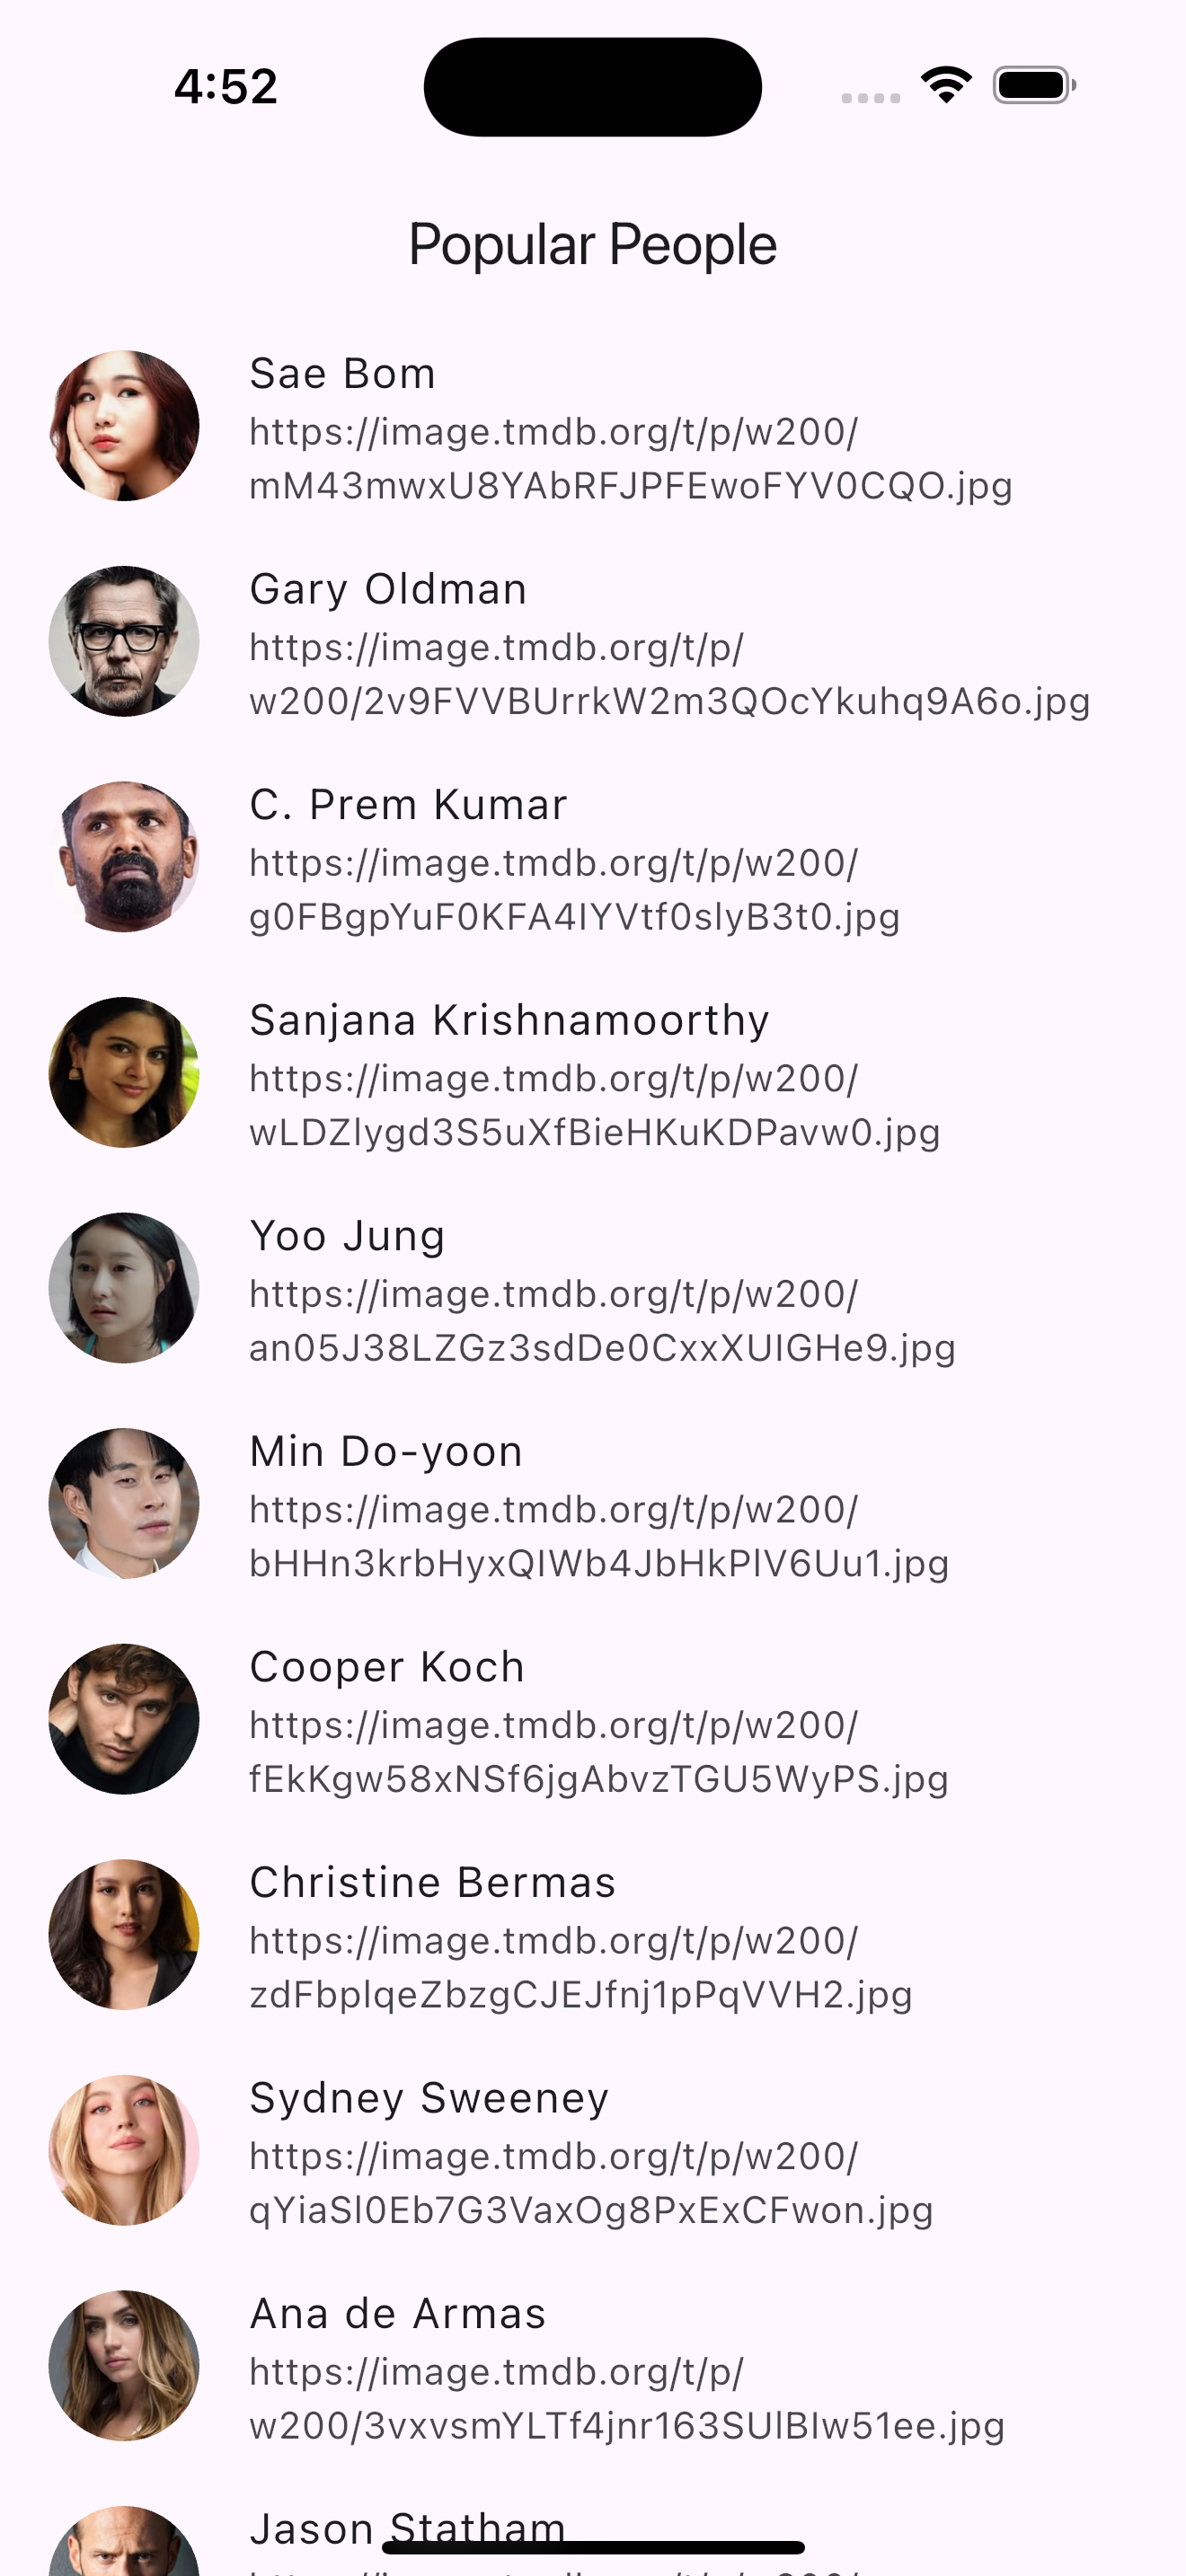 4:52
Popular People
Sae Bom
https://image.tmdb.org/t/p/w200/
mM43mwxU8YAbRFJPFEwoFYV0CQO.jpg
Gary Oldman
https://image.tmdb.org/t/p/
w200/2v9FVVBUrrkW2m3QOcYkuhq9A6o.jpg
C. Prem Kumar
https://image.tmdb.org/t/p/w200/
g0FBgpYuF0KFA4IYVtf0slyB3t0.jpg
Sanjana Krishnamoorthy
https://image.tmdb.org/t/p/w200/
wLDZlygd3S5uXfBieHKuKDPavw0.jpg
Yoo Jung
https://image.tmdb.org/t/p/w200/
an05J38LZGz3sdDe0CxxXUIGHe9.jpg
Min Do-yoon
https://image.tmdb.org/t/p/w200/
bHHn3krbHyxQIWb4JbHkPlV6Uu1.jpg
Cooper Koch
https://image.tmdb.org/t/p/w200/
fEkKgw58xNSf6jgAbvzTGU5WyPS.jpg
Christine Bermas
https://image.tmdb.org/t/p/w200/
zdFbplqeZbzgCJEJfnj1pPqVVH2.jpg
Sydney Sweeney
https://image.tmdb.org/t/p/w200/
qYiaSl0Eb7G3VaxOg8PxExCFwon.jpg
Ana de Armas
https://image.tmdb.org/t/p/
w200/3vxvsmYLTf4jnr163SUlBIw51ee.jpg
Jason Statham